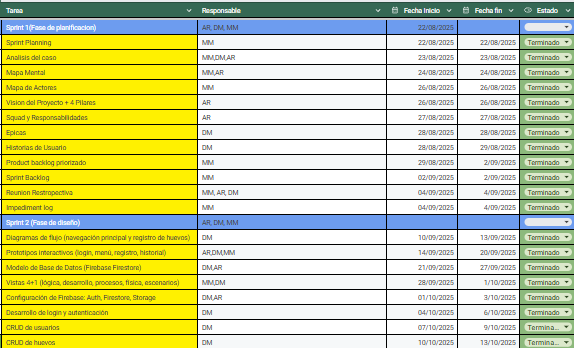 Tarea Responsable Fecha Inicio Fecha fin Estado
Sprint 1(Fase de planificacion) AR, DM, MM 22/08/2025
Sprint Planning MM 22/08/2025 22/08/2025 Terminado
Analisis del caso MM,DM,AR 23/08/2025 23/08/2025 Terminado
Mapa Mental MM,AR 24/08/2025 24/08/2025 Terminado
Mapa de Actores MM 26/08/2025 26/08/2025 Terminado
Vision del Proyecto + 4 Pilares AR 26/08/2025 26/08/2025 Terminado
Squad y Responsabilidades AR 27/08/2025 27/08/2025 Terminado
Epicas DM 28/08/2025 28/08/2025 Terminado
Historias de Usuario DM 28/08/2025 29/08/2025 Terminado
Product backlog priorizado MM 29/08/2025 2/09/2025 Terminado
Sprint Backlog MM 02/09/2025 2/09/2025 Terminado
Reunion Restropectiva MM, AR, DM 04/09/2025 4/09/2025 Terminado
Impediment log MM 04/09/2025 4/09/2025 Terminado
Sprint 2 (Fase de diseño) AR, DM, MM
Diagramas de flujo (navegación principal y registro de huevos) DM 10/09/2025 13/09/2025 Terminado
Prototipos interactivos (login, menú, registro, historial) AR,DM,MM 14/09/2025 20/09/2025 Terminado
Modelo de Base de Datos (Firebase Firestore) DM,AR 21/09/2025 27/09/2025 Terminado
Vistas 4+1 (lógica, desarrollo, procesos, física, escenarios) MM,DM 28/09/2025 1/10/2025 Terminado
Configuración de Firebase: Auth, Firestore, Storage DM,AR 01/10/2025 3/10/2025 Terminado
Desarrollo de login y autenticación DM 04/10/2025 6/10/2025 Terminado
CRUD de usuarios DM 07/10/2025 9/10/2025 Termina...
CRUD de huevos DM 10/10/2025 13/10/2025 Termina...